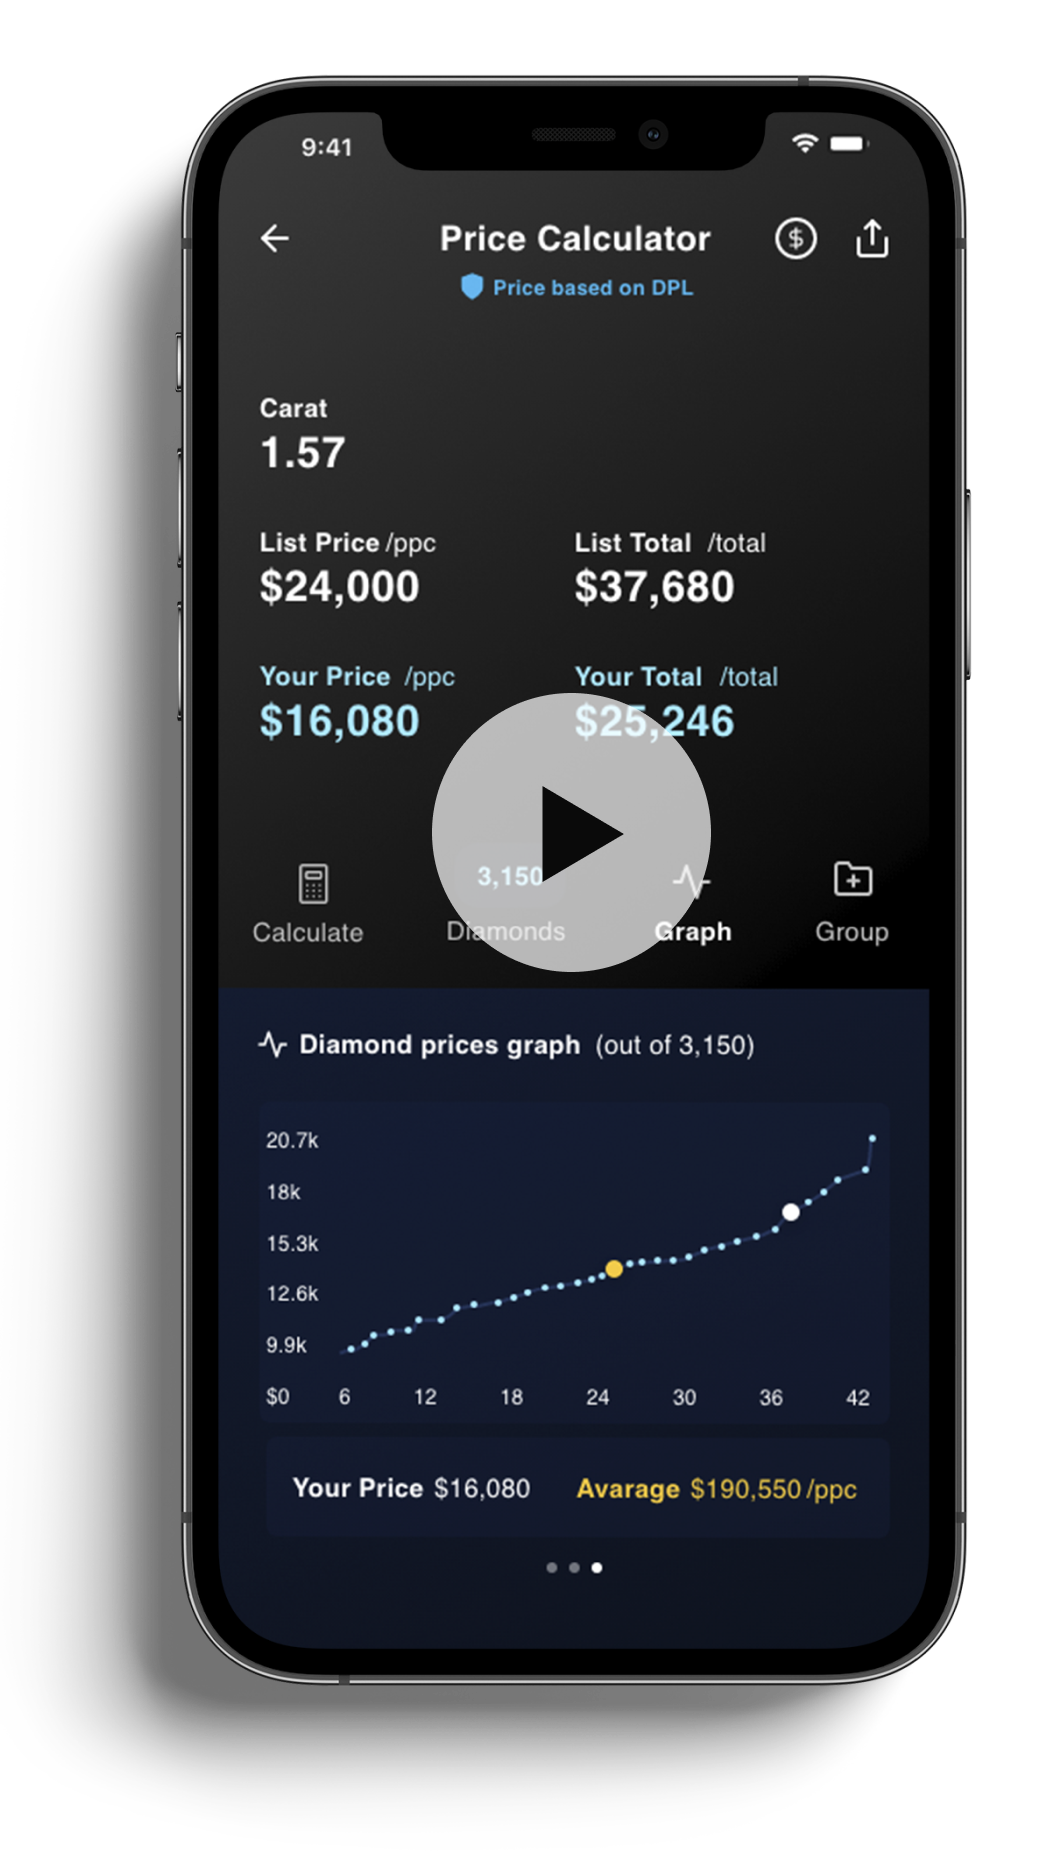 9:41
Price Calculator
Price based on DPL
Carat
1.57
List Price /ppc List Total /total
$24,000 $37,680
Your Price /ppc Your Total /total
$16,080 $25,246
3,150
Calculate Diamonds Graph Group
Diamond prices graph (out of 3,150)
20.7k
18k
15.3k
12.6k
9.9k
$0 6 12 18 24 30 36 42
Your Price $16,080 Avarage $190,550/ppc